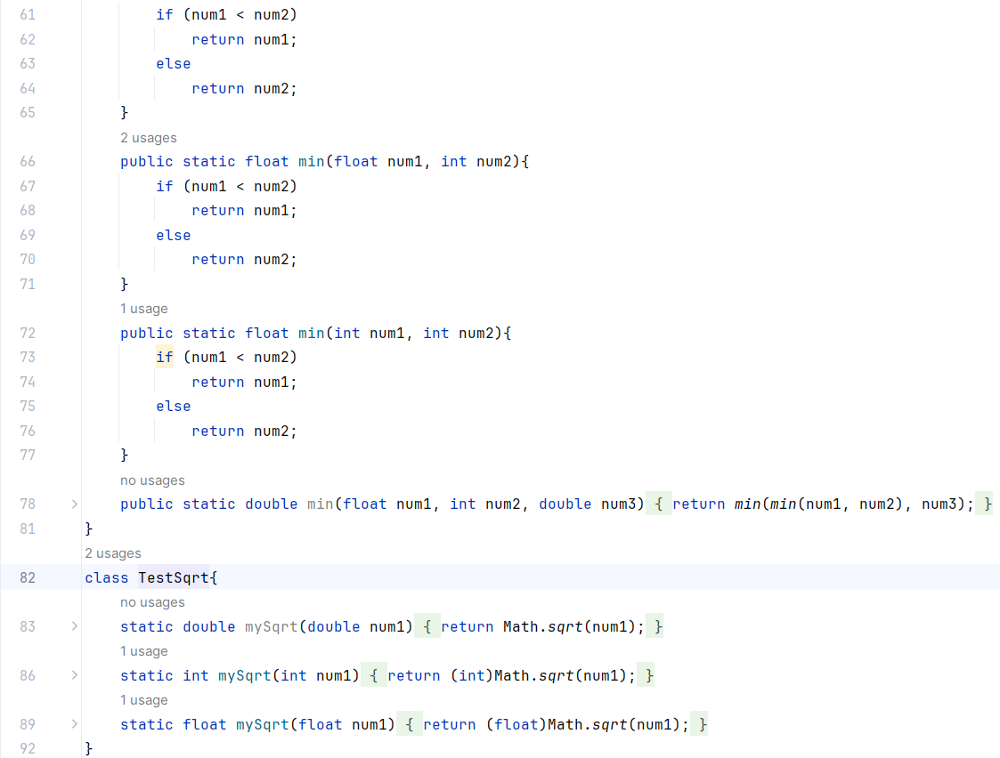 61 if (num1 < num2)
62 return num1;
63 else
64 return num2;
65 }
2 usages
66 public static float min(float num1, int num2){
67 if (num1 < num2)
68 return num1;
69 else
70 return num2;
71 }
1 usage
72 public static float min(int num1, int num2){
73 if (num1 < num2)
74 return num1;
75 else
76 return num2;
77 }
no usages
78 public static double min(float num1, int num2, double num3) { return min(min(num1, num2), num3); }
81 }
2 usages
82 class TestSqrt{
no usages
83 static double mySqrt(double num1) { return Math.sqrt(num1); }
1 usage
86 static int mySqrt(int num1) { return (int)Math.sqrt(num1); }
1 usage
89 static float mySqrt(float num1) { return (float)Math.sqrt(num1); }
92 }